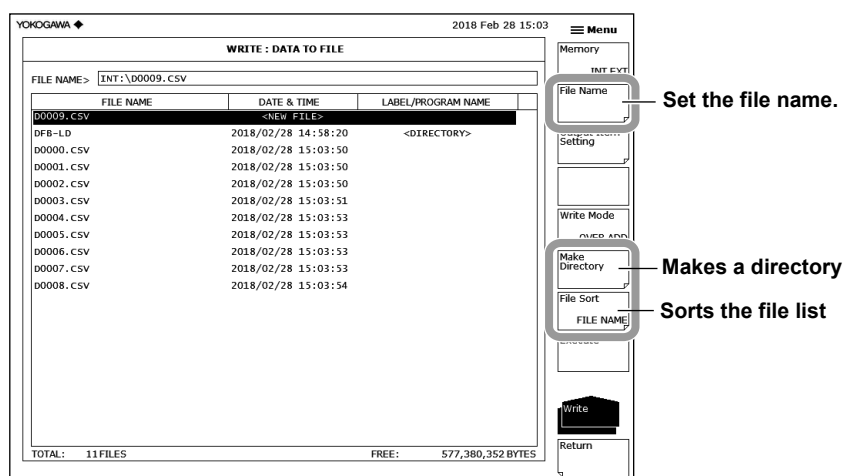 YOKOGAWA ◆ 2018 Feb 28 15:03 Menu
WRITE : DATA TO FILE
FILE NAME> INT:\D0009.CSV
FILE NAME DATE & TIME LABEL/PROGRAM NAME
D0009.CSV <NEW FILE>
DFB-LD 2018/02/28 14:58:20 <DIRECTORY>
D0000.CSV 2018/02/28 15:03:50
D0001.CSV 2018/02/28 15:03:50
D0002.CSV 2018/02/28 15:03:50
D0003.CSV 2018/02/28 15:03:51
D0004.CSV 2018/02/28 15:03:53
D0005.CSV 2018/02/28 15:03:53
D0006.CSV 2018/02/28 15:03:53
D0007.CSV 2018/02/28 15:03:53
D0008.CSV 2018/02/28 15:03:54
TOTAL: 11FILES FREE: 577,380,352 BYTES
Memory
INT EXT
File Name
Set the file name.
Output Item
Setting
Write Mode
OVER ADD
Make
Directory
Makes a directory
File Sort
FILE NAME
Sorts the file list
Execute
Write
Return